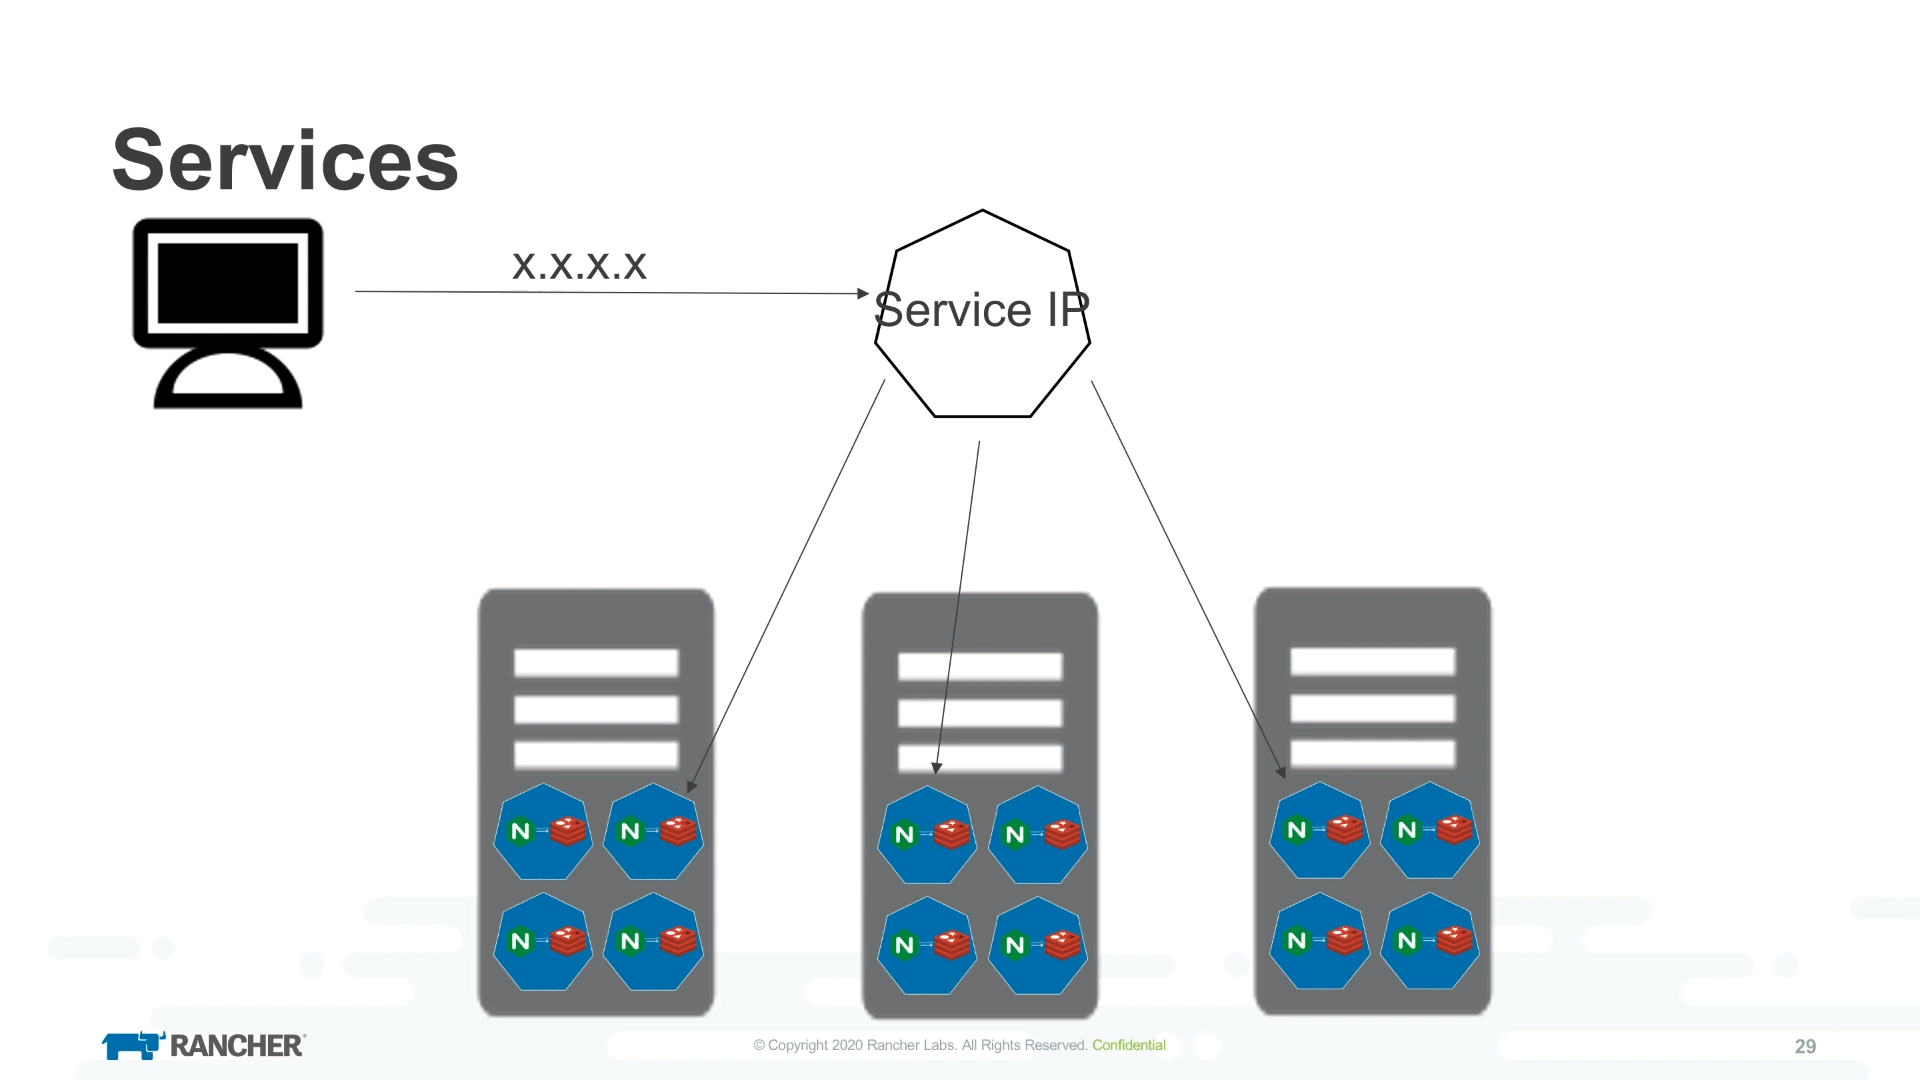 Services
x.x.x.x
Service IP
N N N N N N
N N N N N N
RANCHER
© Copyright 2020 Rancher Labs. All Rights Reserved. Confidential
29